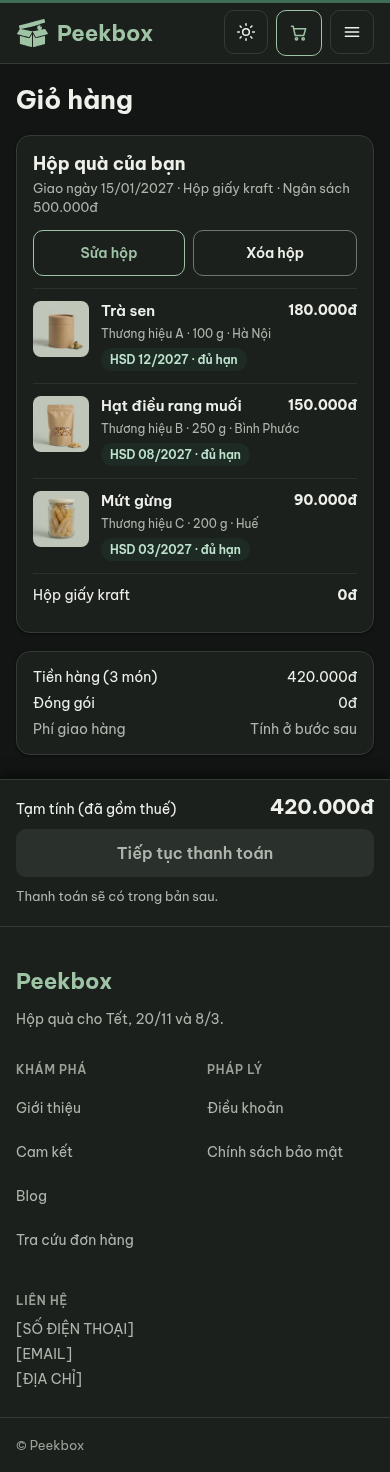 Peekbox
Giỏ hàng
Hộp quà của bạn
Giao ngày 15/01/2027 · Hộp giấy kraft · Ngân sách
500.000đ
Sửa hộp
Xóa hộp
Trà sen
180.000đ
Thương hiệu A · 100 g · Hà Nội
HSD 12/2027 · đủ hạn
Hạt điều rang muối
150.000đ
Thương hiệu B · 250 g · Bình Phước
HSD 08/2027 · đủ hạn
Mứt gừng
90.000đ
Thương hiệu C · 200 g · Huế
HSD 03/2027 · đủ hạn
Hộp giấy kraft
0đ
Tiền hàng (3 món)
420.000đ
Đóng gói
0đ
Phí giao hàng
Tính ở bước sau
Tạm tính (đã gồm thuế)
420.000đ
Tiếp tục thanh toán
Thanh toán sẽ có trong bản sau.
Peekbox
Hộp quà cho Tết, 20/11 và 8/3.
KHÁM PHÁ
Giới thiệu
Cam kết
Blog
Tra cứu đơn hàng
PHÁP LÝ
Điều khoản
Chính sách bảo mật
LIÊN HỆ
[SỐ ĐIỆN THOẠI]
[EMAIL]
[ĐỊA CHỈ]
© Peekbox